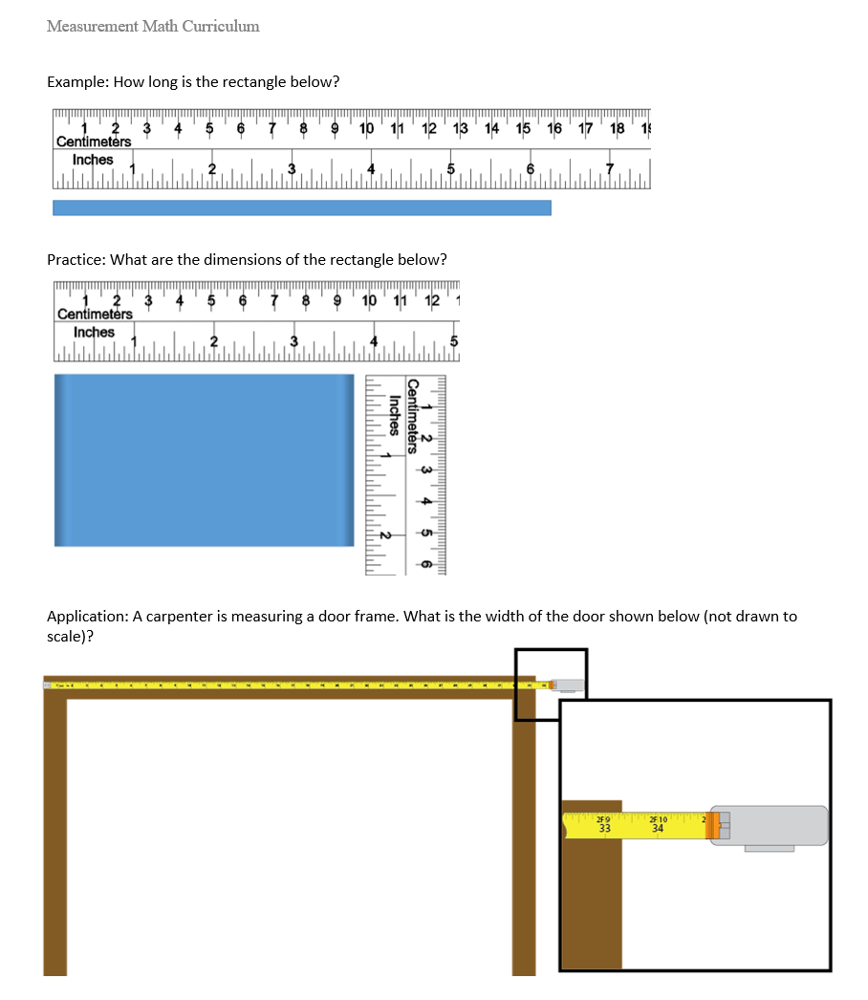 Measurement Math Curriculum
Example: How long is the rectangle below?
1 2 3 4 5 6 7 8 9 10 11 12 13 14 15 16 17 18
Centimeters
Inches
1 2 3 4 5 6 7
Practice: What are the dimensions of the rectangle below?
1 2 3 4 5 6 7 8 9 10 11 12
Centimeters
Inches
1 2 3 4 5
Centimeters
1 2 3 4 5 6
Inches
1 2
Application: A carpenter is measuring a door frame. What is the width of the door shown below (not drawn to
scale)?
2F9 2F10 2
33 34